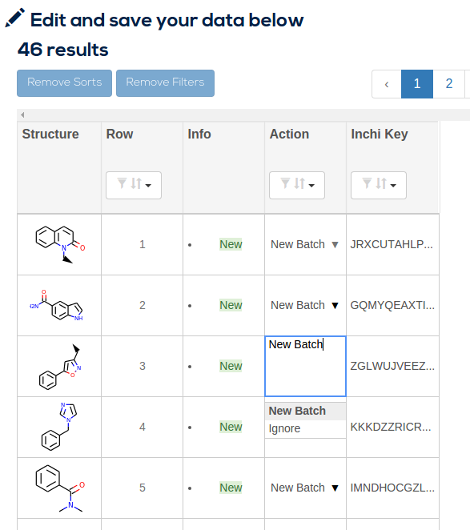 Edit and save your data below
46 results
Remove Sorts Remove Filters ‹ 1 2
Structure Row Info Action Inchi Key
N O 1 • New New Batch ▼ JRXCUTAHLP...
O NH 2 • New New Batch ▼ GQMYQEAXTI...
N O 3 • New New Batch ZGLWUJVEEZ...
New Batch
N N 4 • New Ignore KKKDZZRICR...
O N 5 • New New Batch ▼ IMNDHOCGZL...